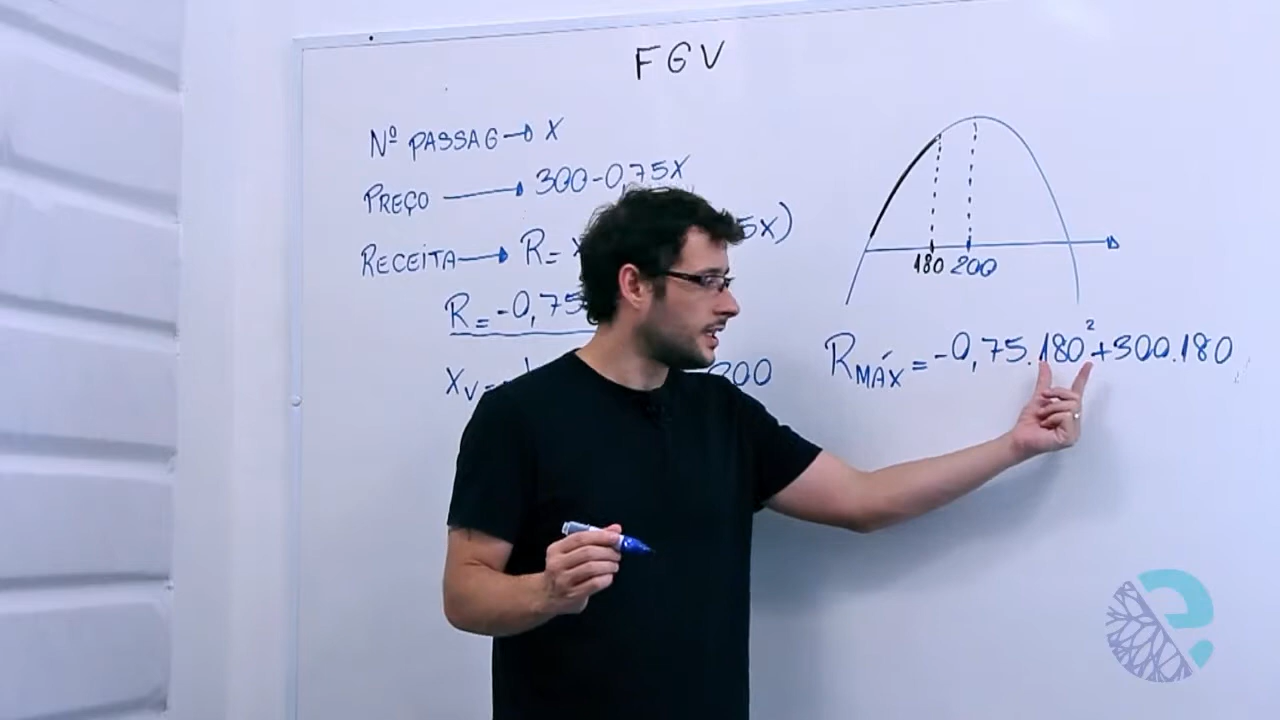 FGV
Nº PASSAG → X
PREÇO → 300-0,75X
RECEITA → R= 5X)
R=-0,75
Xv= 200
180 200
RMÁX=-0,75.180²+300.180